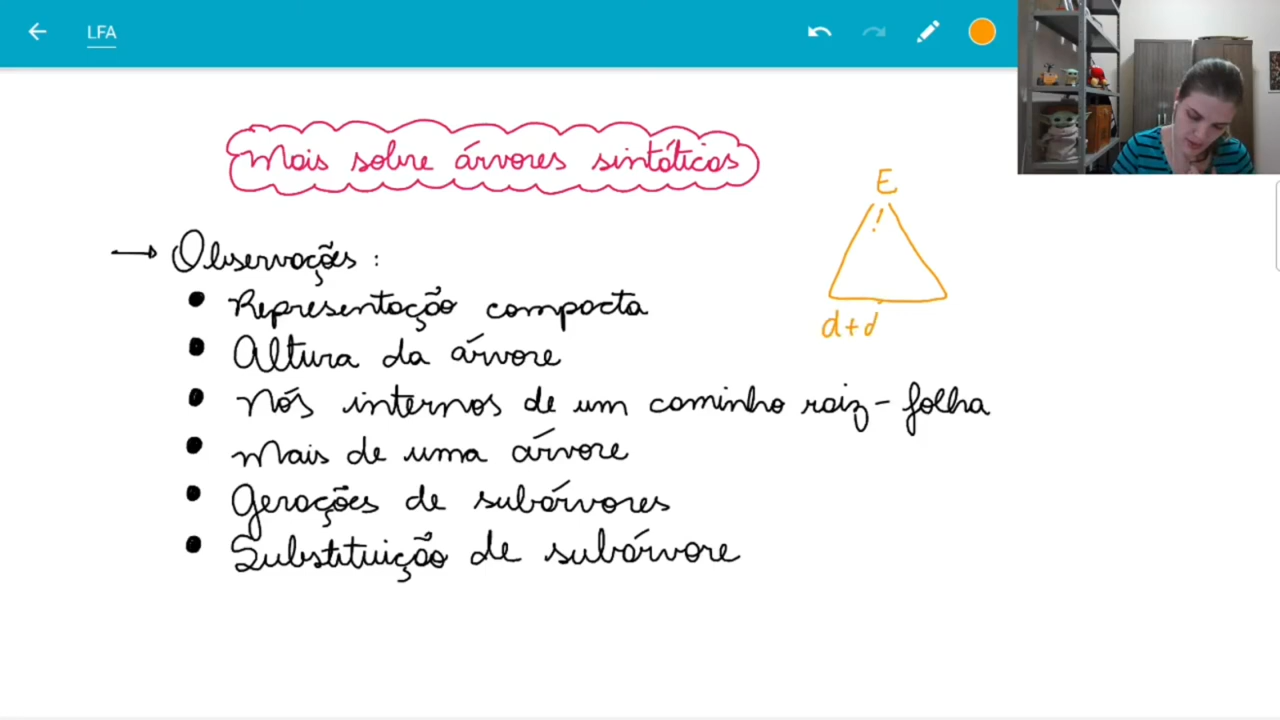 LFA
Mais sobre árvores sintáticas
E
→ Observações :
• Representação compacta
d+d
• Altura da árvore
• Nós internos de um caminho raiz-folha
• Mais de uma árvore
• Gerações de subárvores
• Substituição de subárvore